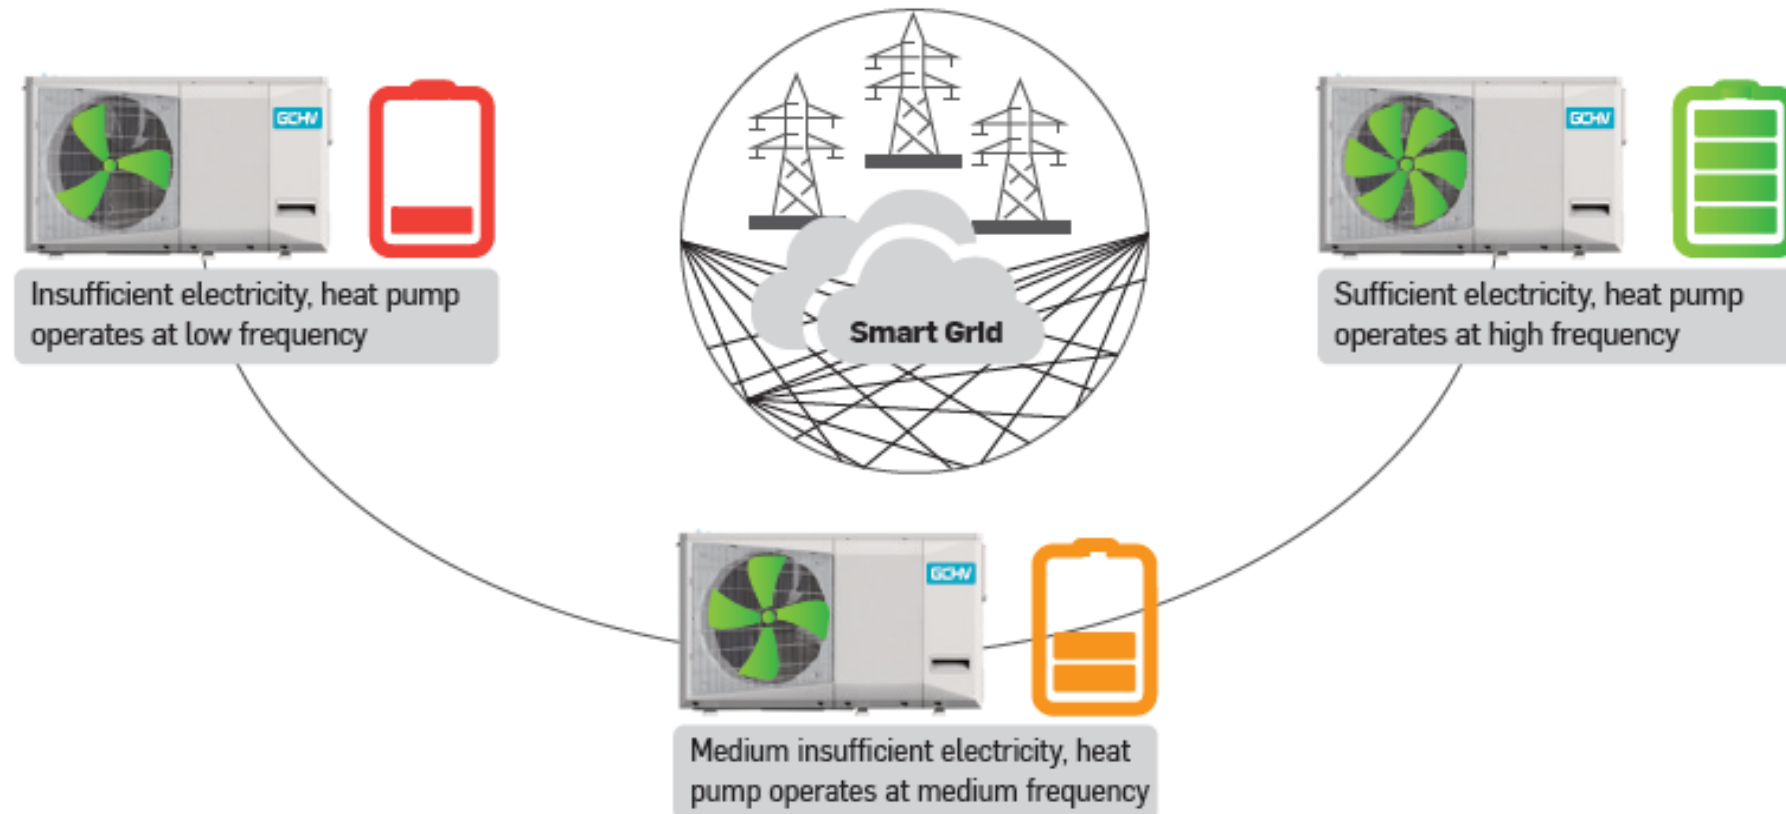 GCHV
GCHV
Insufficient electricity, heat pump
operates at low frequency
Smart Grld
Sufficient electricity, heat pump
operates at high frequency
GCHV
Medium insufficient electricity, heat
pump operates at medium frequency